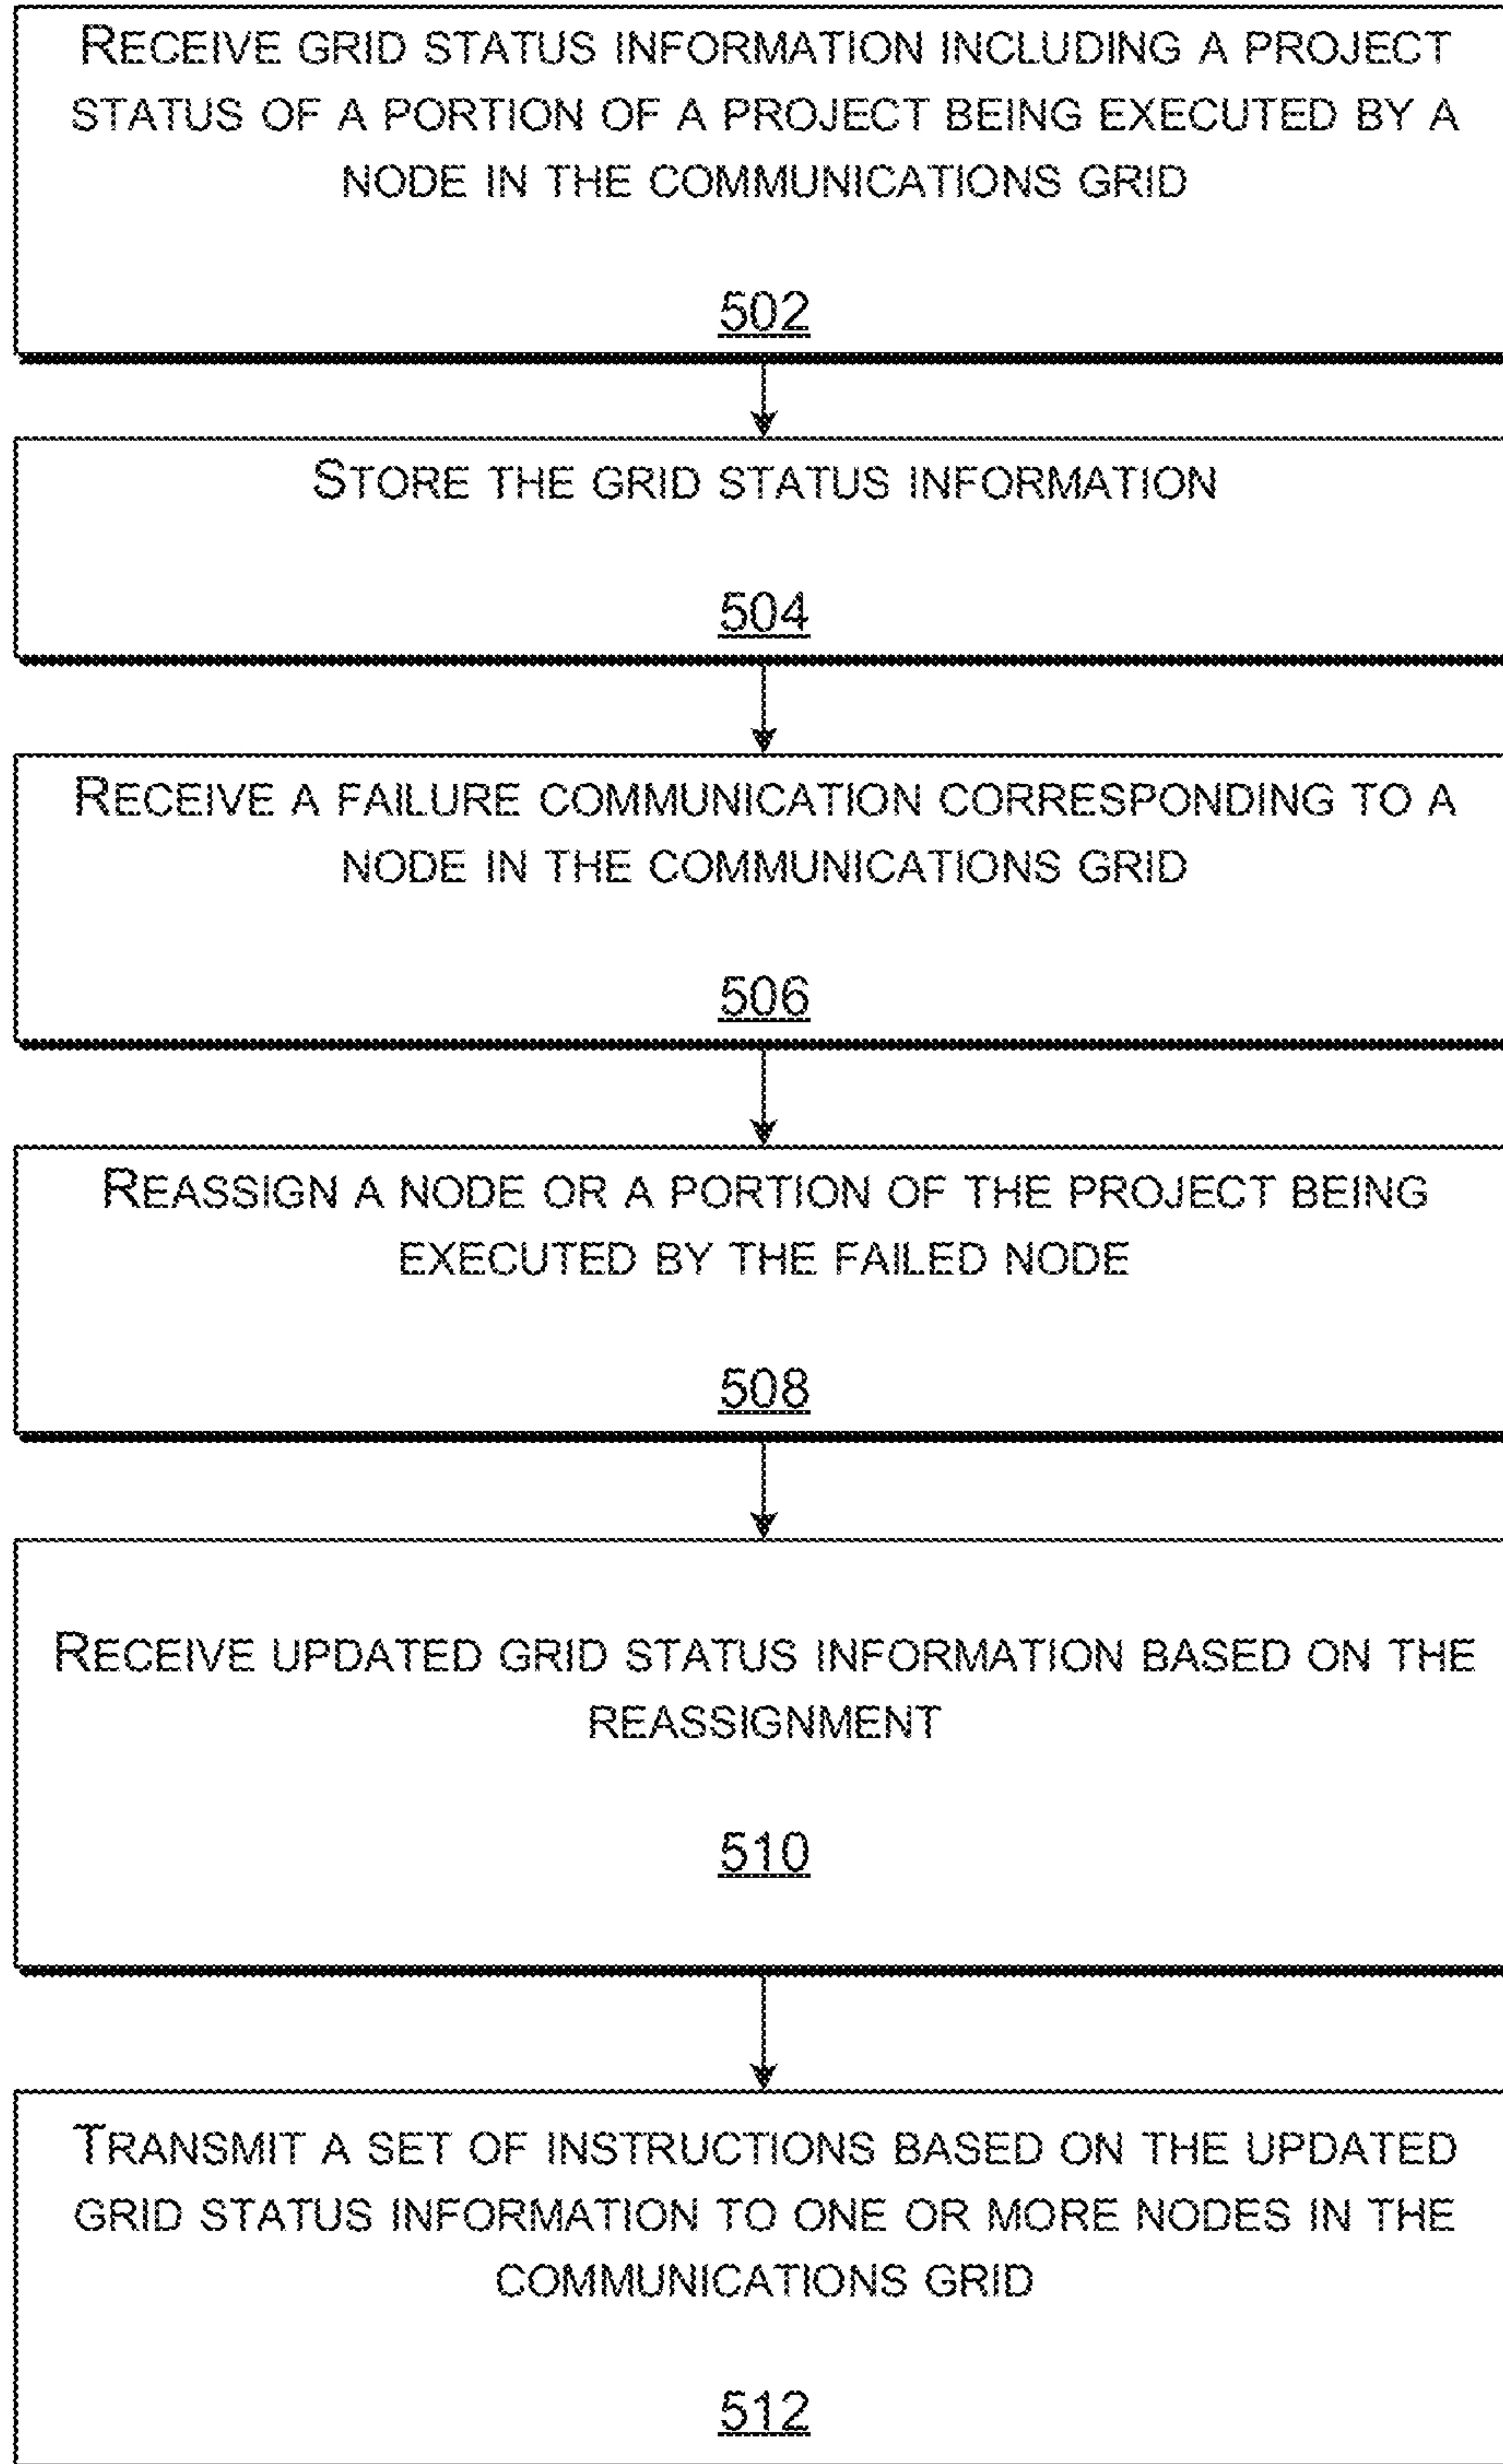 RECEIVE GRID STATUS INFORMATION INCLUDING A PROJECT
STATUS OF A PORTION OF A PROJECT BEING EXECUTED BY A
NODE IN THE COMMUNICATIONS GRID
502
STORE THE GRID STATUS INFORMATION
504
RECEIVE A FAILURE COMMUNICATION CORRESPONDING TO A
NODE IN THE COMMUNICATIONS GRID
506
REASSIGN A NODE OR A PORTION OF THE PROJECT BEING
EXECUTED BY THE FAILED NODE
508
RECEIVE UPDATED GRID STATUS INFORMATION BASED ON THE
REASSIGNMENT
510
TRANSMIT A SET OF INSTRUCTIONS BASED ON THE UPDATED
GRID STATUS INFORMATION TO ONE OR MORE NODES IN THE
COMMUNICATIONS GRID
512